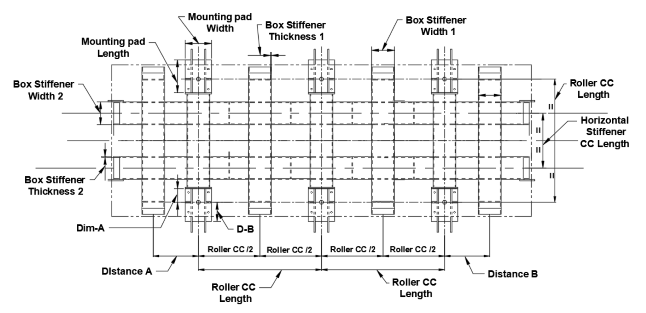 Mounting pad
Width
Box Stiffener
Thickness 1
Box Stiffener
Width 1
Mounting pad
Length
Box Stiffener
Width 2
Roller CC
Length
Horizontal
Stiffener
CC Length
=
=
=
=
Box Stiffener
Thickness 2
Dim-A
D-B
Roller CC /2
Roller CC /2
Roller CC /2
Roller CC /2
DIstance A
Distance B
Roller CC
Length
Roller CC
Length